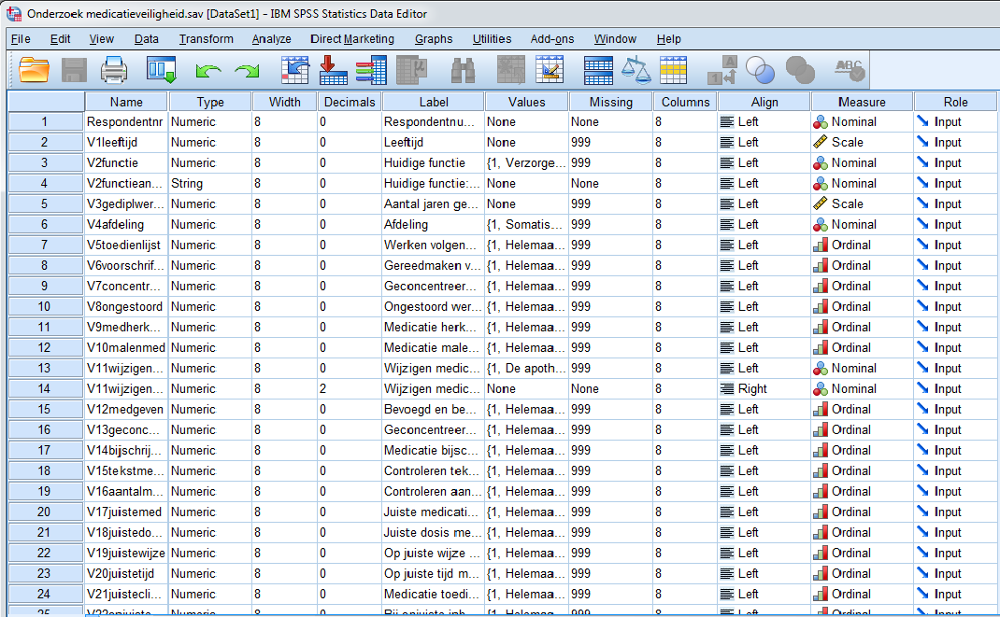 Onderzoek medicatieveiligheid.sav [DataSet1] - IBM SPSS Statistics Data Editor
File Edit View Data Transform Analyze Direct Marketing Graphs Utilities Add-ons Window Help
Name Type Width Decimals Label Values Missing Columns Align Measure Role
1 Respondentnr Numeric 8 0 Respondentnu... None None 8 Left Nominal Input
2 V1leeftijd Numeric 8 0 Leeftijd None 999 8 Left Scale Input
3 V2functie Numeric 8 0 Huidige functie {1, Verzorge... 999 8 Left Nominal Input
4 V2functiean... String 8 0 Huidige functie:... None None 8 Left Nominal Input
5 V3gediplwer... Numeric 8 0 Aantal jaren ge... None 999 8 Left Scale Input
6 V4afdeling Numeric 8 0 Afdeling {1, Somatis... 999 8 Left Nominal Input
7 V5toedienlijst Numeric 8 0 Werken volgen... {1, Helemaa... 999 8 Left Ordinal Input
8 V6voorschrif... Numeric 8 0 Gereedmaken v... {1, Helemaa... 999 8 Left Ordinal Input
9 V7concentr... Numeric 8 0 Geconcentreer... {1, Helemaa... 999 8 Left Ordinal Input
10 V8ongestoord Numeric 8 0 Ongestoord wer... {1, Helemaa... 999 8 Left Ordinal Input
11 V9medherk... Numeric 8 0 Medicatie herk... {1, Helemaa... 999 8 Left Ordinal Input
12 V10malenmed Numeric 8 0 Medicatie male... {1, Helemaa... 999 8 Left Ordinal Input
13 V11wijzigen... Numeric 8 0 Wijzigen medic... {1, De apoth... 999 8 Left Nominal Input
14 V11wijzigen... Numeric 8 2 Wijzigen medic... None None 8 Right Nominal Input
15 V12medgeven Numeric 8 0 Bevoegd en be... {1, Helemaa... 999 8 Left Ordinal Input
16 V13geconc... Numeric 8 0 Geconcentreer... {1, Helemaa... 999 8 Left Ordinal Input
17 V14bijschrij... Numeric 8 0 Medicatie bijsc... {1, Helemaa... 999 8 Left Ordinal Input
18 V15tekstme... Numeric 8 0 Controleren tek... {1, Helemaa... 999 8 Left Ordinal Input
19 V16aantalm... Numeric 8 0 Controleren aan... {1, Helemaa... 999 8 Left Ordinal Input
20 V17juistemed Numeric 8 0 Juiste medicati... {1, Helemaa... 999 8 Left Ordinal Input
21 V18juistedo... Numeric 8 0 Juiste dosis me... {1, Helemaa... 999 8 Left Ordinal Input
22 V19juistewijze Numeric 8 0 Op juiste wijze ... {1, Helemaa... 999 8 Left Ordinal Input
23 V20juistetijd Numeric 8 0 Op juiste tijd m... {1, Helemaa... 999 8 Left Ordinal Input
24 V21juistecli... Numeric 8 0 Medicatie toedi... {1, Helemaa... 999 8 Left Ordinal Input
25 Numeric 8 0 {1, Helemaa... 999 8 Left Ordinal Input